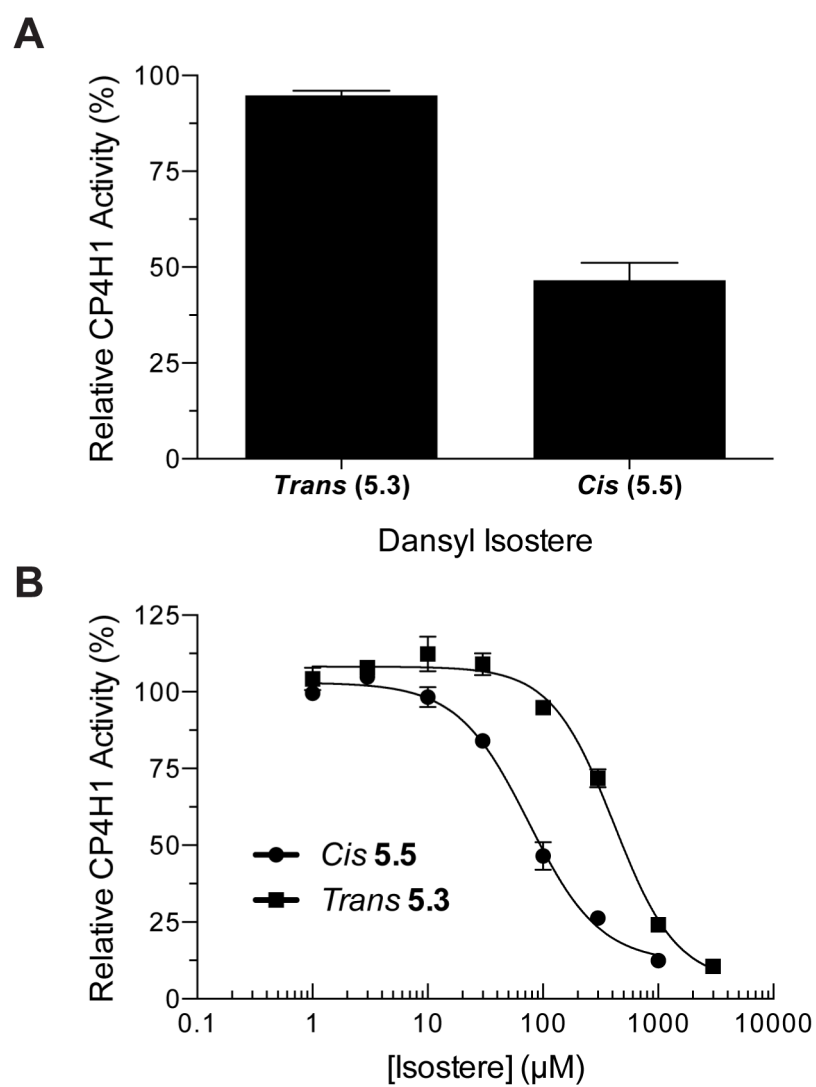 A
Relative CP4H1 Activity (%)
100
75
50
25
0
Trans (5.3)
Cis (5.5)
Dansyl Isostere
B
Relative CP4H1 Activity (%)
125
100
75
50
25
0
Cis 5.5
Trans 5.3
0.1 1 10 100 1000 10000
[Isostere] (µM)